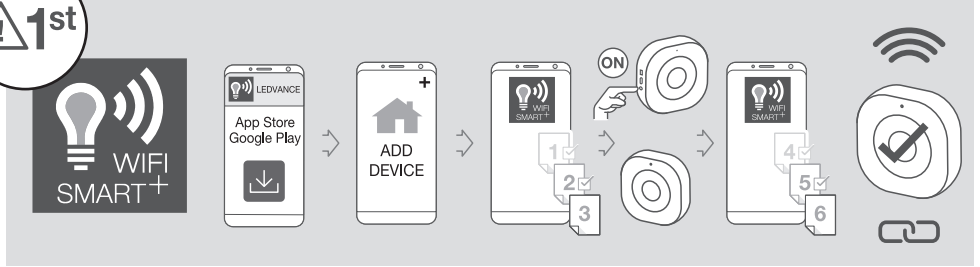 1st
WIFI
SMART+
LEDVANCE
App Store
Google Play
+
ADD
DEVICE
WIFI
SMART+
1
2
3
ON
WIFI
SMART+
4
5
6